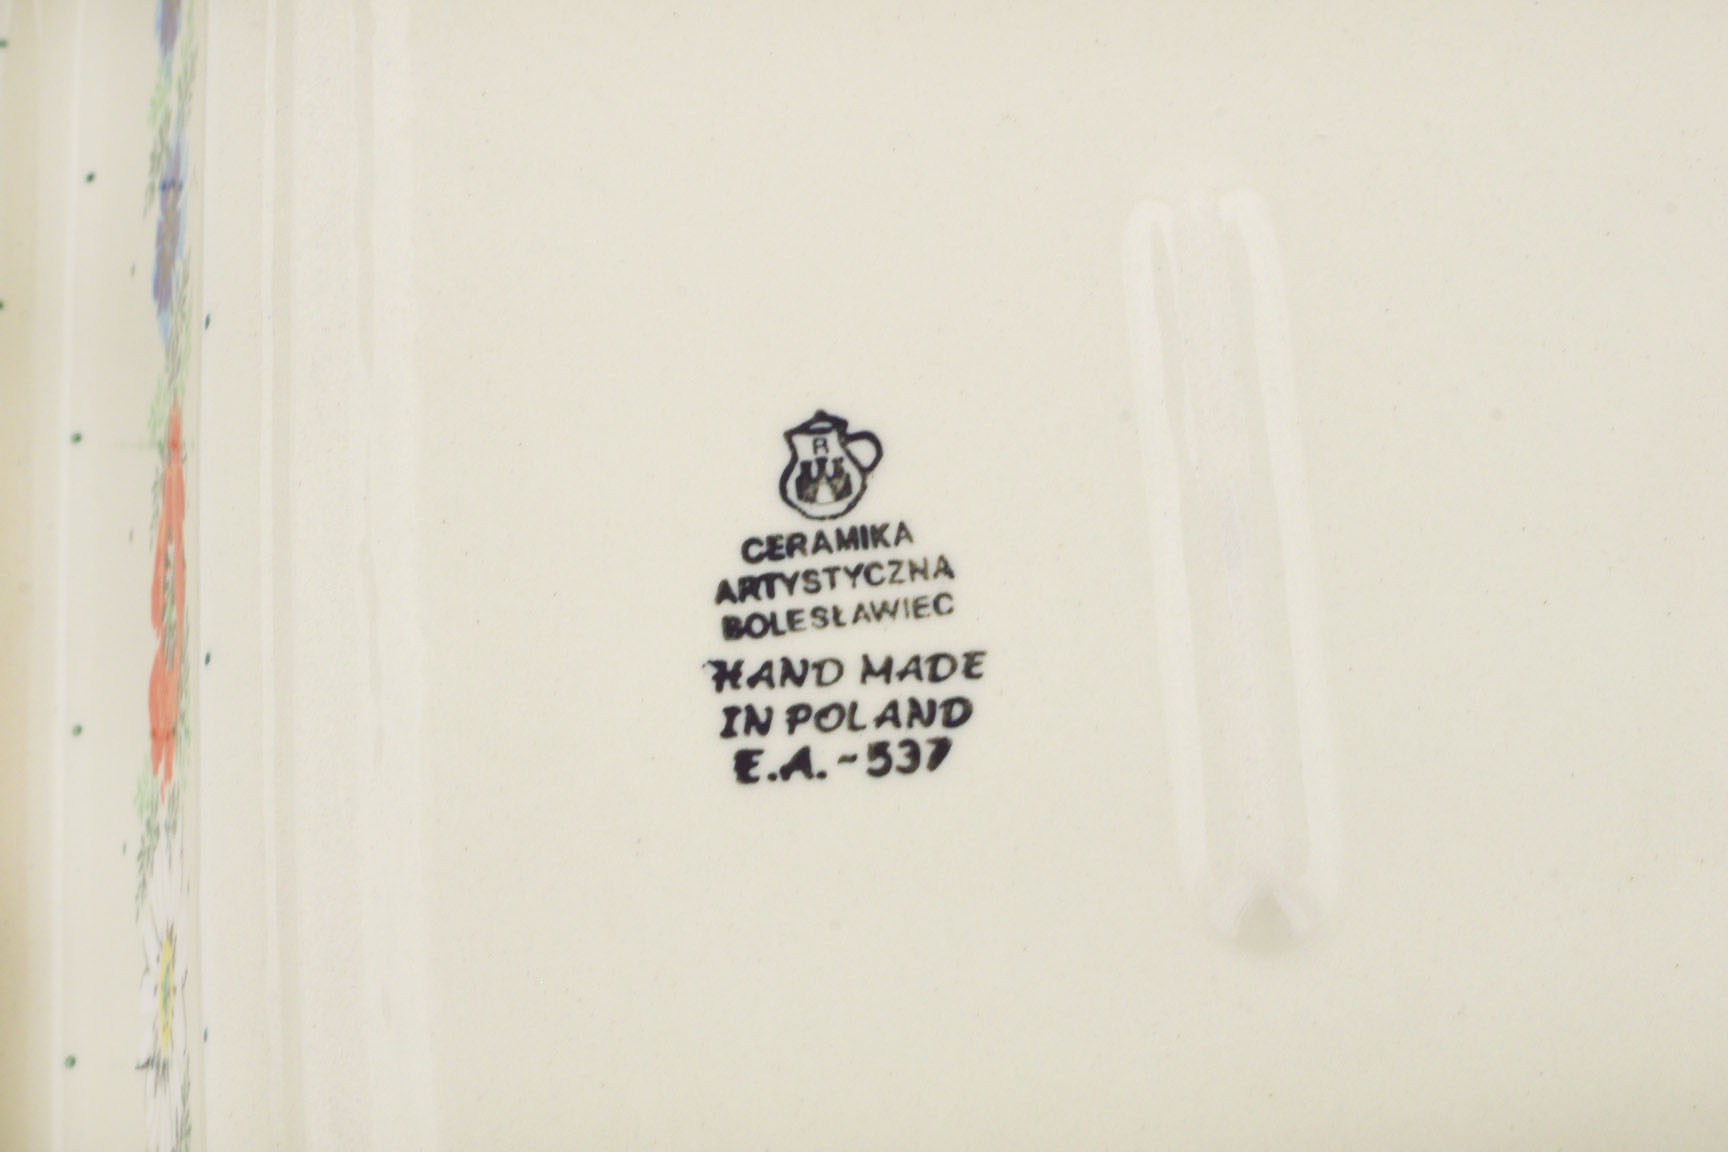 R
CERAMIKA
ARTYSTYCZNA
BOLESŁAWIEC
HAND MADE
IN POLAND
E.A.~537